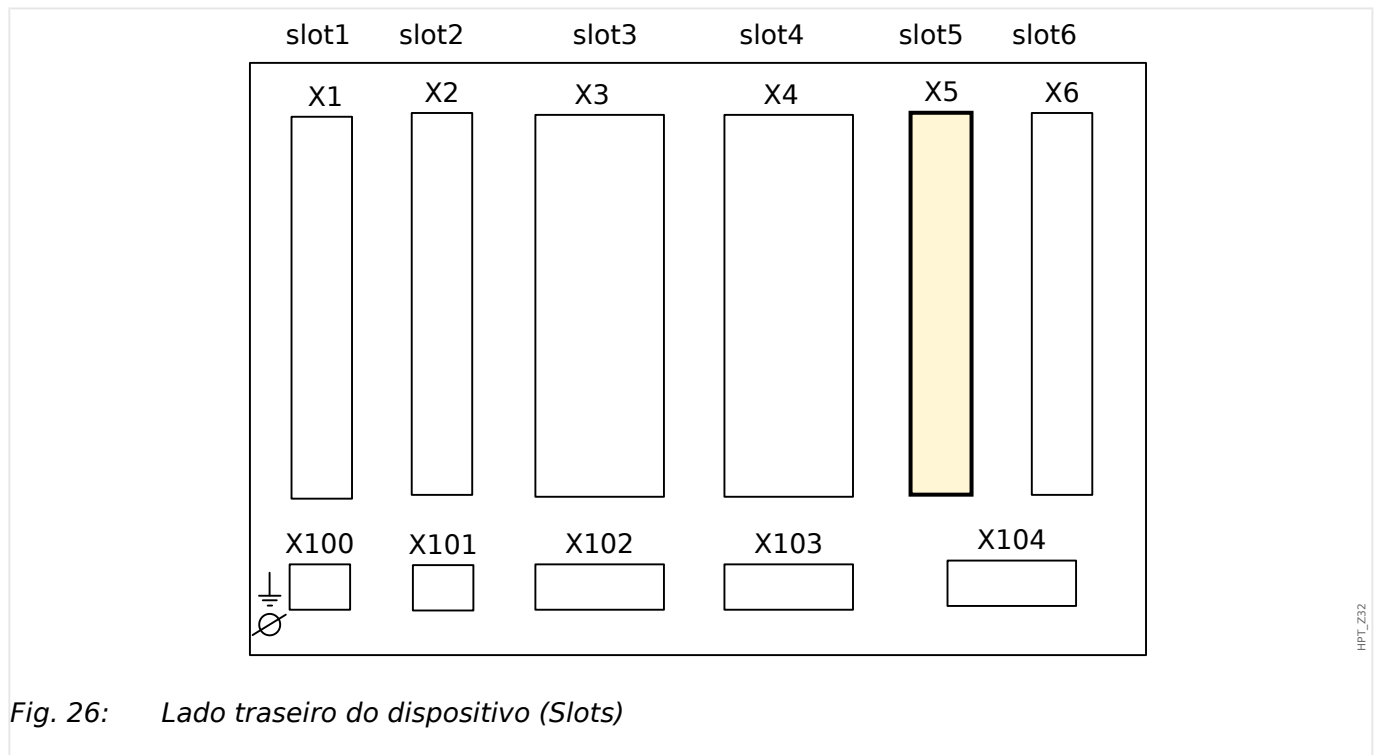 slot1 slot2 slot3 slot4 slot5 slot6
X1 X2 X3 X4 X5 X6
X100 X101 X102 X103 X104
HPT_Z32
Fig. 26: Lado traseiro do dispositivo (Slots)